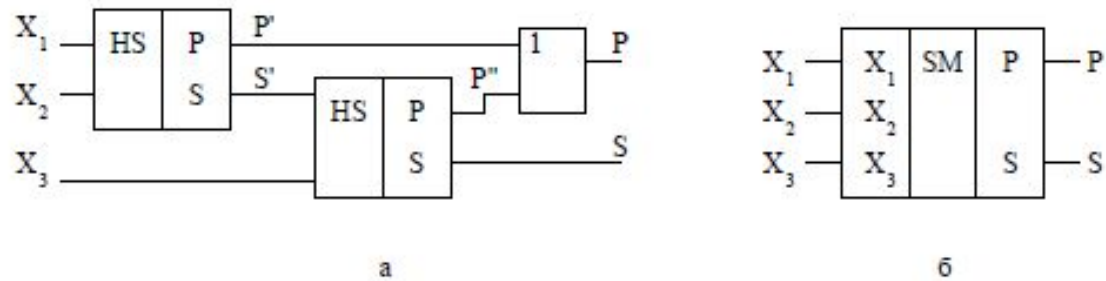 X₁ HS P P' 1 P
X₂ S S' P"
HS P
X₃ S S
X₁ X₁ SM P P
X₂ X₂
X₃ X₃ S S
а б